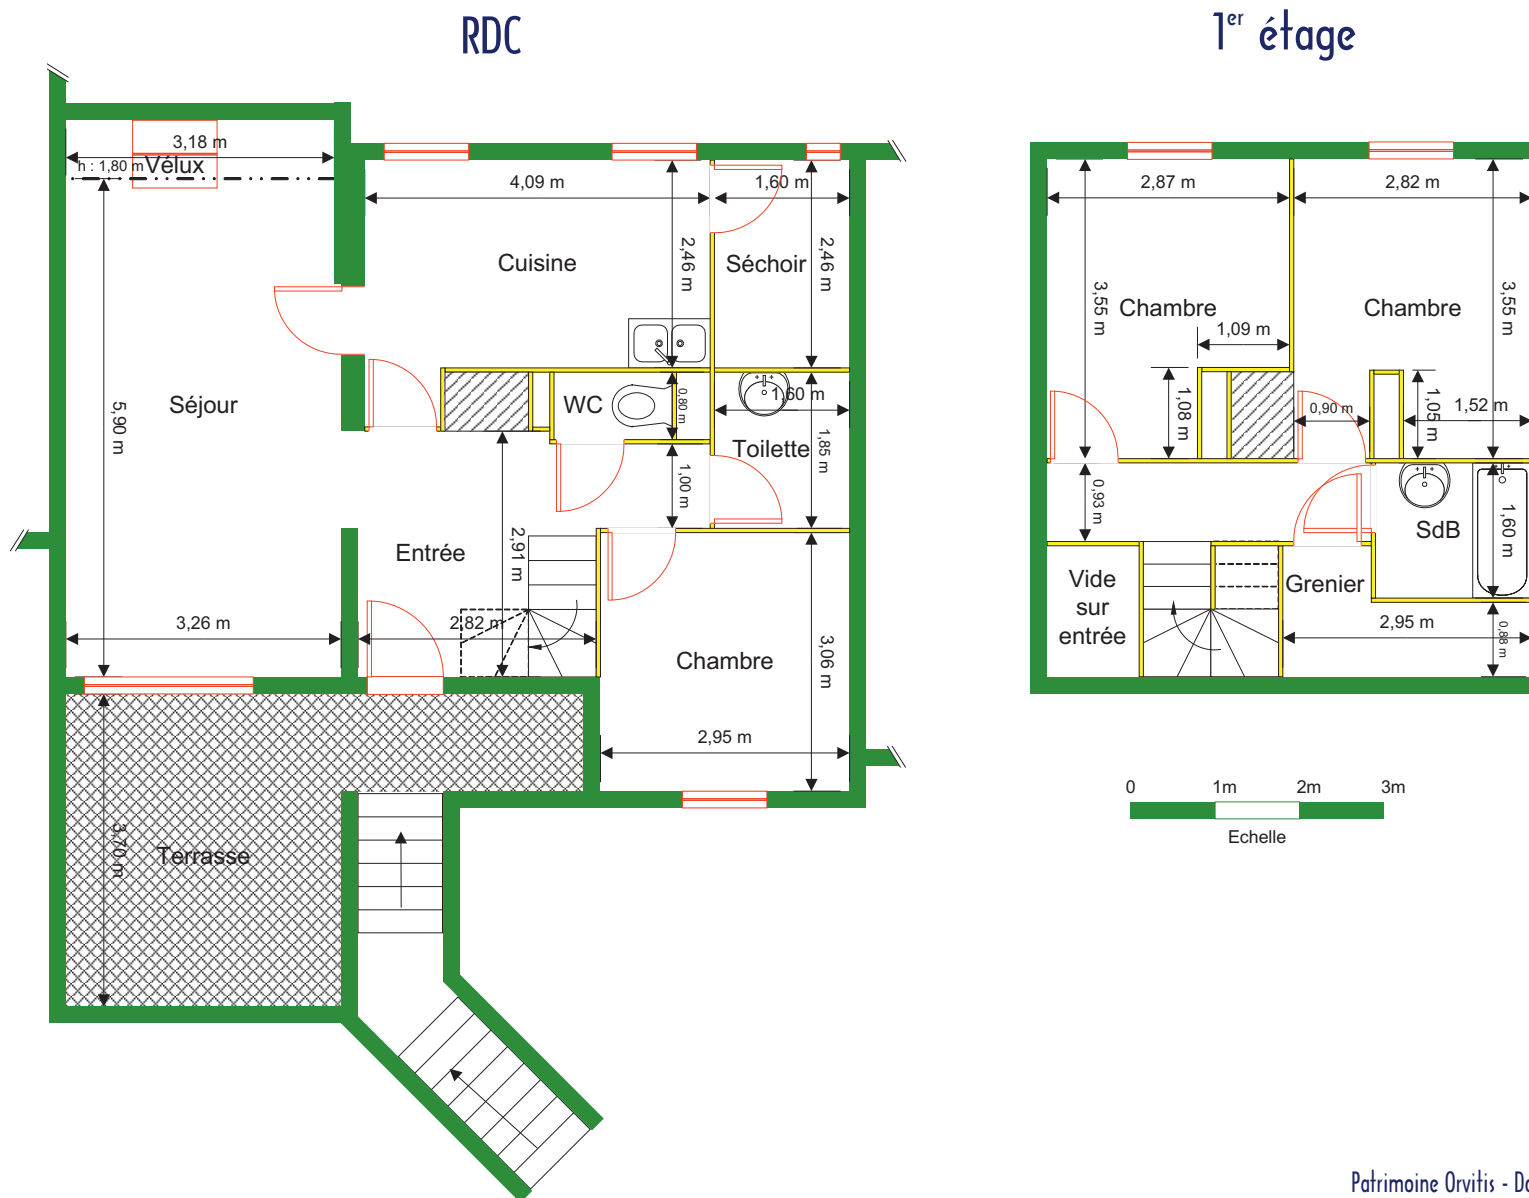 RDC
1er étage
3,18 m
h : 1,80 m
Vélux
4,09 m
1,60 m
Cuisine
2,46 m
Séchoir
2,46 m
5,90 m
Séjour
WC
0,80 m
1,60 m
Toilette
1,85 m
1,00 m
Entrée
2,91 m
3,26 m
2,82 m
Chambre
3,06 m
2,95 m
Terrasse
3,70 m
2,87 m
2,82 m
3,55 m
Chambre
Chambre
3,55 m
1,09 m
1,08 m
0,90 m
1,05 m
1,52 m
0,93 m
SdB
1,60 m
Vide
sur
entrée
Grenier
2,95 m
0,88 m
0 1m 2m 3m
Echelle
Patrimoine Orvitis - Do